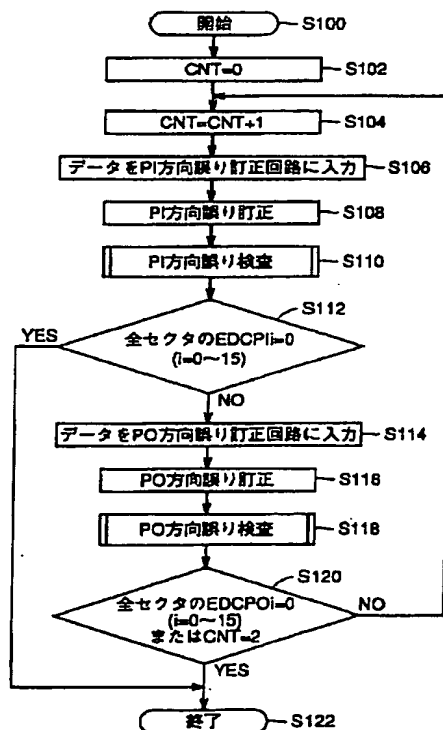 開始 S100
CNT=0 S102
CNT=CNT+1 S104
データをPI方向誤り訂正回路に入力 S106
PI方向誤り訂正 S108
PI方向誤り検査 S110
S112
YES
全セクタのEDCPIi=0
(i=0~15)
NO
データをPO方向誤り訂正回路に入力 S114
PO方向誤り訂正 S116
PO方向誤り検査 S118
S120
全セクタのEDCPOi=0
(i=0~15)
またはCNT=2
NO
YES
終了 S122